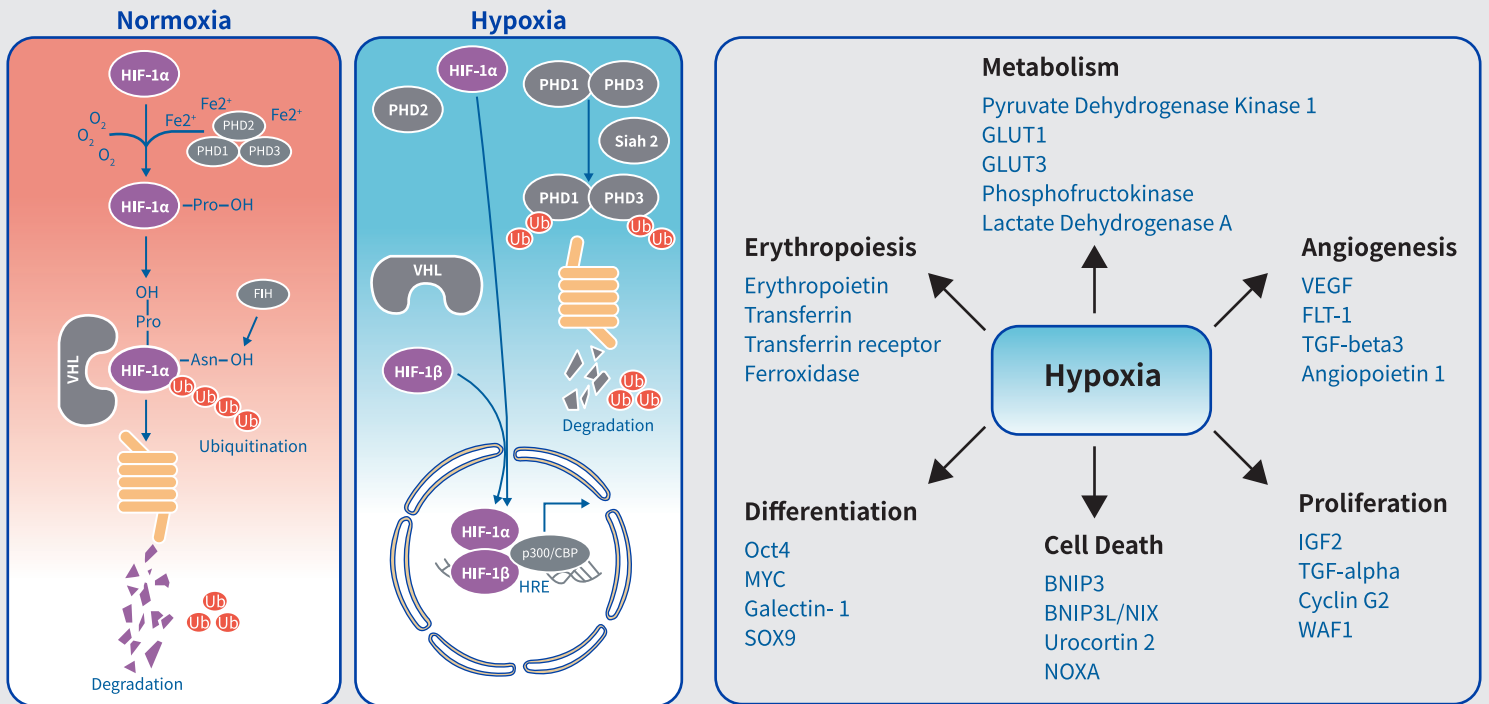 Normoxia
HIF-1α
Fe2⁺
Fe2⁺
Fe2⁺
O₂
O₂
O₂
PHD2
PHD1
PHD3
HIF-1α
Pro
OH
OH
Pro
FIH
VHL
HIF-1α
Asn
OH
Ub
Ub
Ub
Ub
Ubiquitination
Ub
Ub
Ub
Degradation
Hypoxia
HIF-1α
PHD2
PHD1
PHD3
Siah 2
PHD1
PHD3
Ub
Ub
Ub
Ub
VHL
HIF-1β
Ub
Ub
Ub
Degradation
HIF-1α
HIF-1β
p300/CBP
HRE
Metabolism
Pyruvate Dehydrogenase Kinase 1
GLUT1
GLUT3
Phosphofructokinase
Lactate Dehydrogenase A
Erythropoiesis
Erythropoietin
Transferrin
Transferrin receptor
Ferroxidase
Angiogenesis
VEGF
FLT-1
TGF-beta3
Angiopoietin 1
Hypoxia
Differentiation
Oct4
MYC
Galectin- 1
SOX9
Cell Death
BNIP3
BNIP3L/NIX
Urocortin 2
NOXA
Proliferation
IGF2
TGF-alpha
Cyclin G2
WAF1